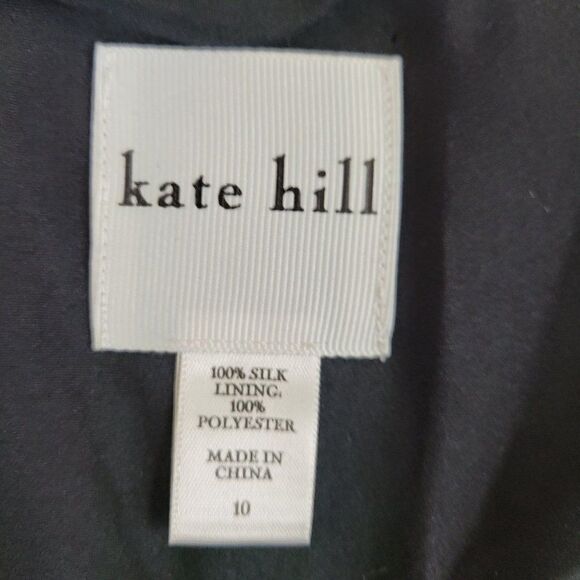 kate hill
100% SILK
LINING:
100%
POLYESTER
MADE IN
CHINA
10